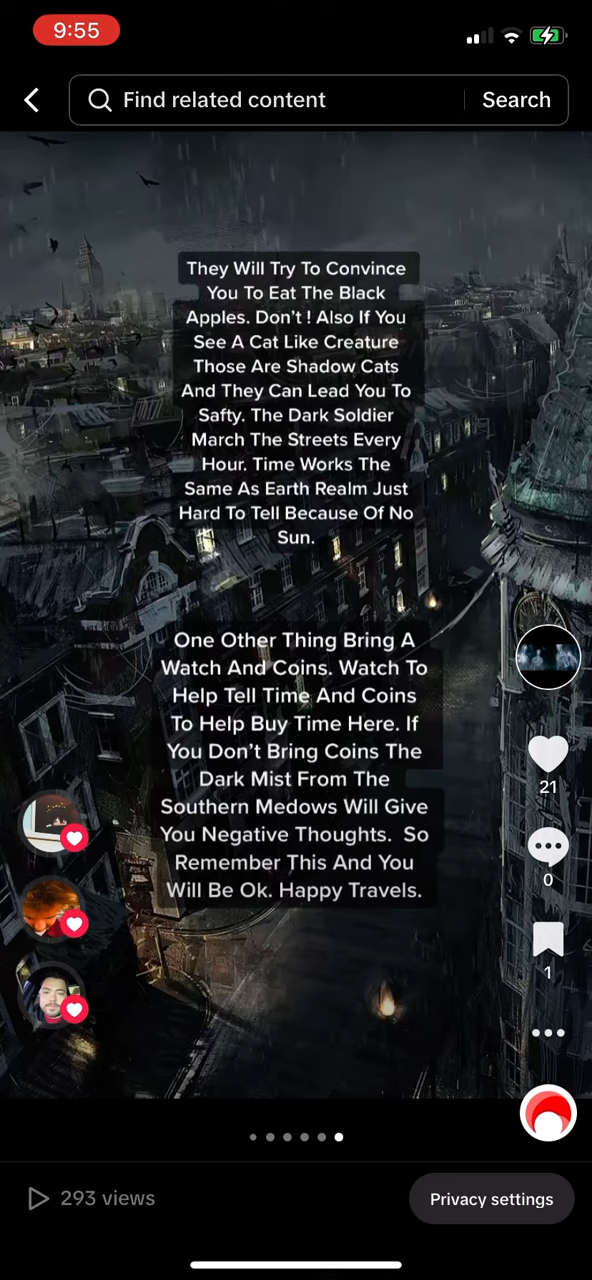 9:55
Find related content
Search
They Will Try To Convince
You To Eat The Black
Apples. Don't ! Also If You
See A Cat Like Creature
Those Are Shadow Cats
And They Can Lead You To
Safty. The Dark Soldier
March The Streets Every
Hour. Time Works The
Same As Earth Realm Just
Hard To Tell Because Of No
Sun.
One Other Thing Bring A
Watch And Coins. Watch To
Help Tell Time And Coins
To Help Buy Time Here. If
You Don't Bring Coins The
Dark Mist From The
Southern Medows Will Give
You Negative Thoughts.  So
Remember This And You
Will Be Ok. Happy Travels.
21
0
1
293 views
Privacy settings